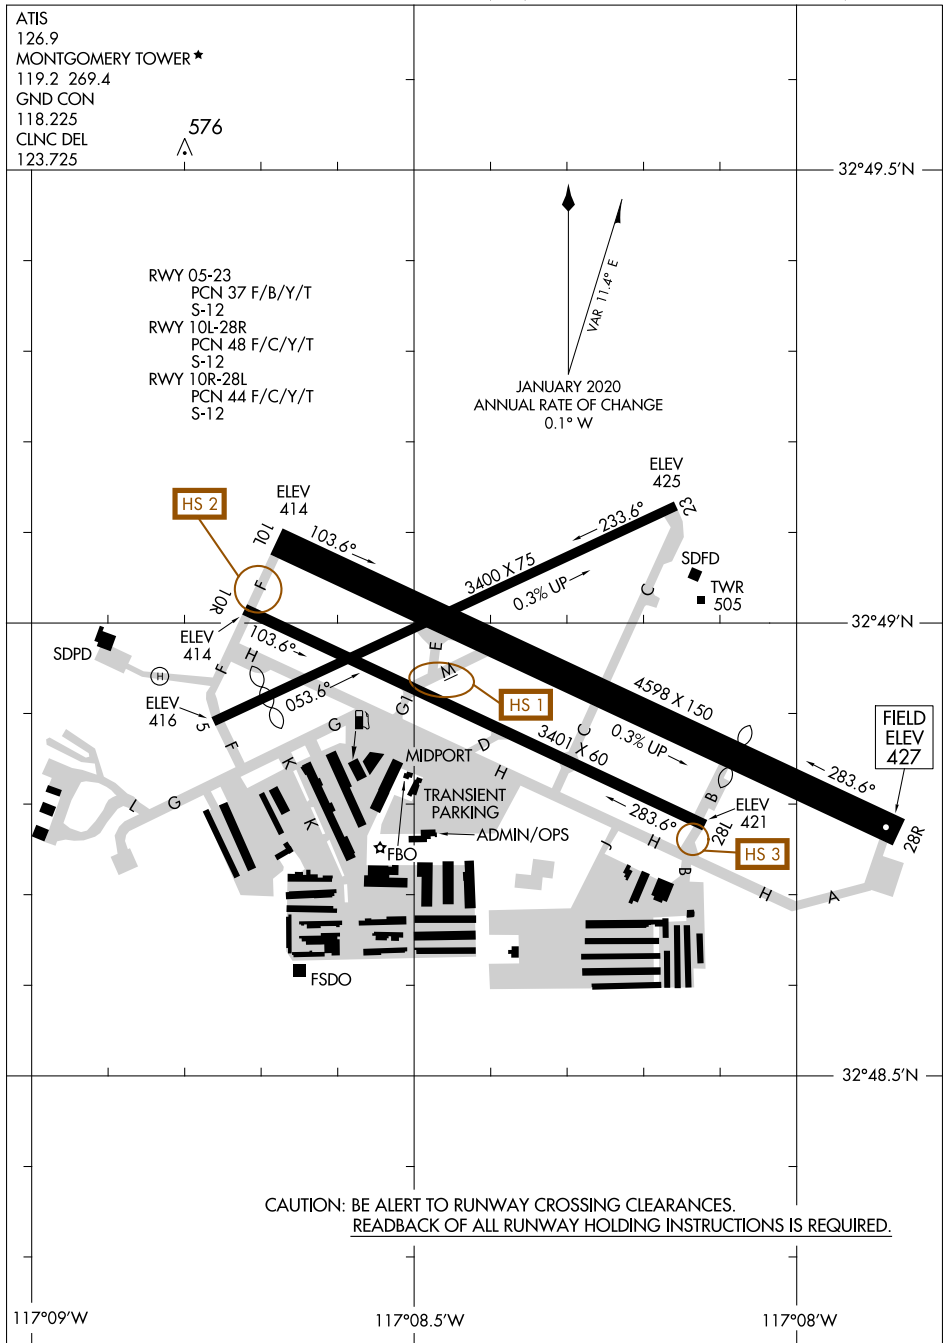 ATIS
126.9
MONTGOMERY TOWER★
119.2 269.4
GND CON
118.225
CLNC DEL
123.725
576
32°49.5'N
VAR 11.4° E
JANUARY 2020
ANNUAL RATE OF CHANGE
0.1° W
RWY 05-23
PCN 37 F/B/Y/T
S-12
RWY 10L-28R
PCN 48 F/C/Y/T
S-12
RWY 10R-28L
PCN 44 F/C/Y/T
S-12
HS 2
ELEV
414
10L
103.6°
ELEV
425
23
233.6°
3400 X 75
0.3% UP
SDFD
TWR
505
C
F
10R
ELEV
414
103.6°
32°49'N
SDPD
H
F
H
E
M
HS 1
053.6°
ELEV
416
5
F
G
G1
K
D
C
H
3401 X 60
4598 X 150
0.3% UP
FIELD
ELEV
427
283.6°
28R
B
ELEV
421
28L
283.6°
HS 3
MIDPORT
TRANSIENT
PARKING
ADMIN/OPS
FBO
L
G
K
J
H
B
H
A
FSDO
32°48.5'N
CAUTION: BE ALERT TO RUNWAY CROSSING CLEARANCES.
READBACK OF ALL RUNWAY HOLDING INSTRUCTIONS IS REQUIRED.
117°09'W
117°08.5'W
117°08'W